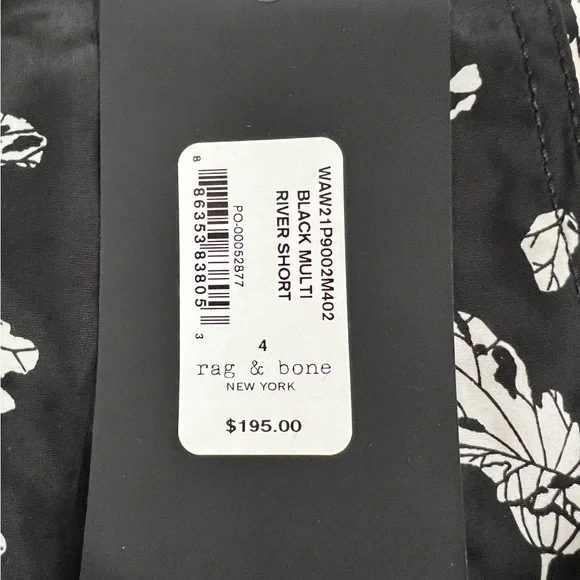 WAW21P9002M402
BLACK MULTI
RIVER SHORT
PO-00052877
8 86353 83805 3
4
rag & bone
NEW YORK
$195.00